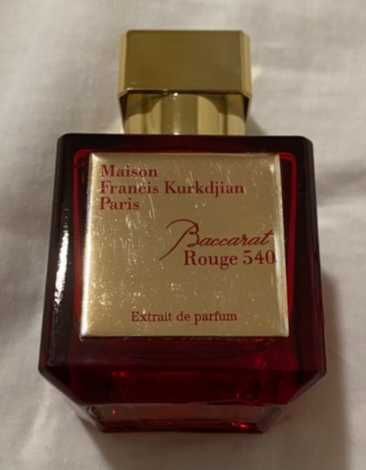 Maison
Francis Kurkdjian
Paris
Baccarat
Rouge 540
Extrait de parfum